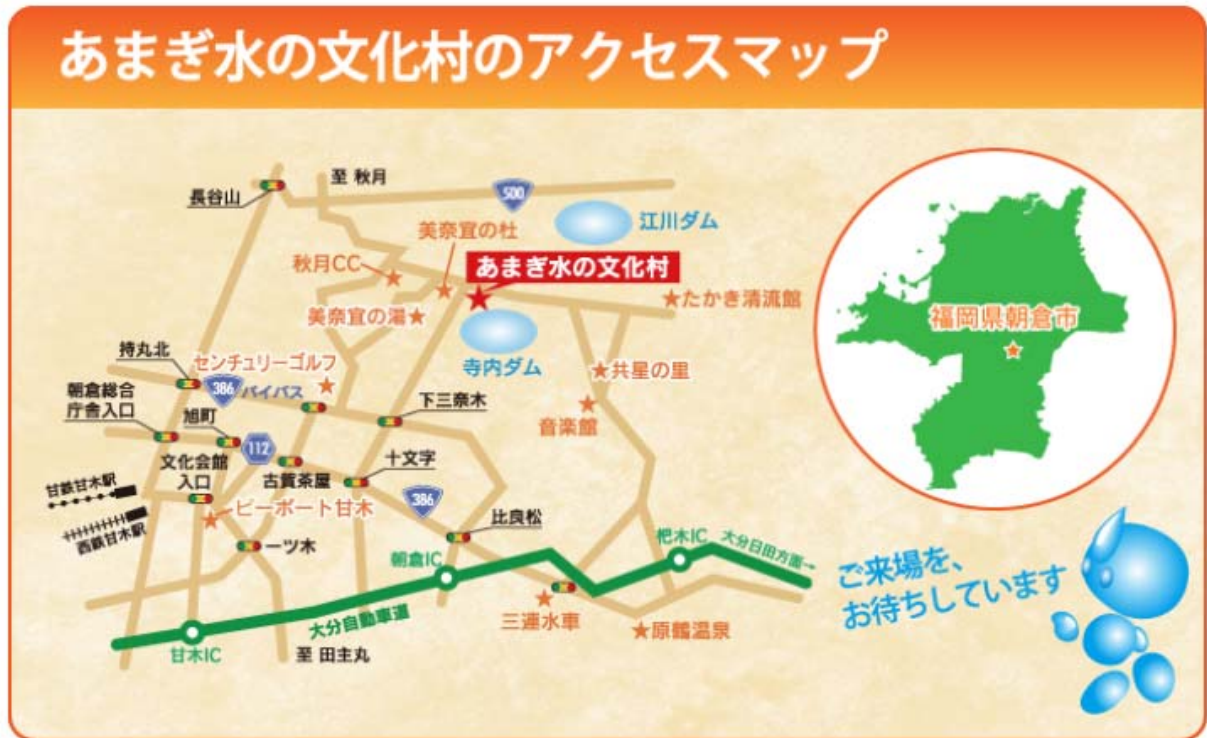 あまぎ水の文化村のアクセスマップ
長谷山
至 秋月
500
江川ダム
美奈宜の杜
秋月CC
あまぎ水の文化村
たかき清流館
美奈宜の湯
寺内ダム
持丸北
センチュリーゴルフ
386
バイパス
朝倉総合
庁舎入口
旭町
下三奈木
共星の里
音楽館
112
文化会館
入口
古賀茶屋
十文字
386
甘鉄甘木駅
西鉄甘木駅
ピーポート甘木
一ツ木
比良松
朝倉IC
杷木IC
大分日田方面→
大分自動車道
三連水車
原鶴温泉
甘木IC
至 田主丸
福岡県朝倉市
ご来場を、
お待ちしています